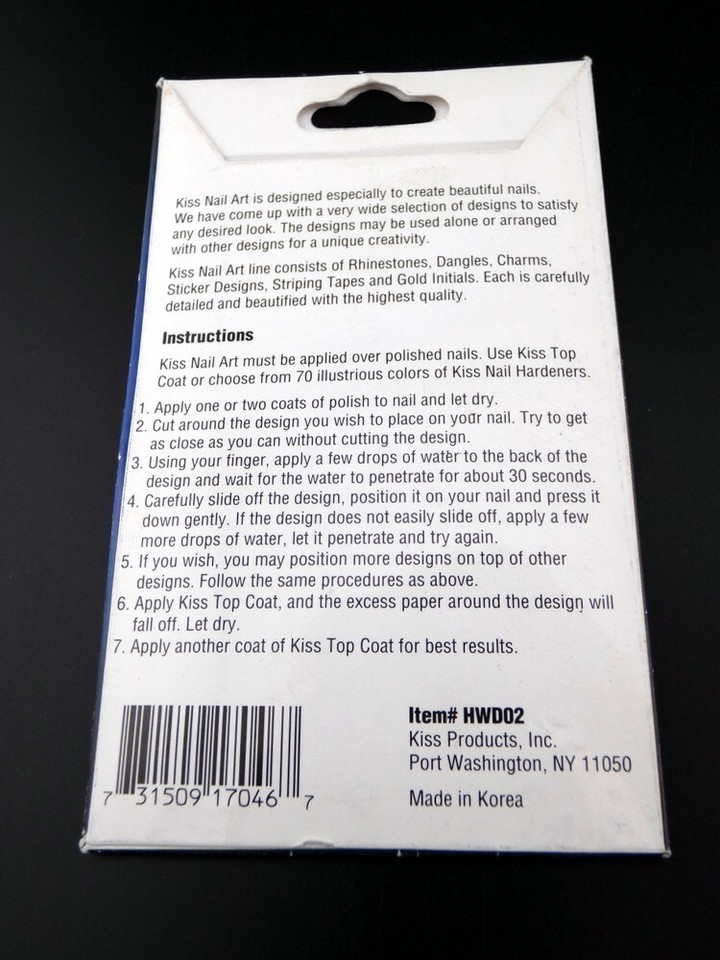 Kiss Nail Art is designed especially to create beautiful nails.
We have come up with a very wide selection of designs to satisfy
any desired look. The designs may be used alone or arranged
with other designs for a unique creativity.
Kiss Nail Art line consists of Rhinestones, Dangles, Charms,
Sticker Designs, Striping Tapes and Gold Initials. Each is carefully
detailed and beautified with the highest quality.
Instructions
Kiss Nail Art must be applied over polished nails. Use Kiss Top
Coat or choose from 70 illustrious colors of Kiss Nail Hardeners.
1. Apply one or two coats of polish to nail and let dry.
2. Cut around the design you wish to place on your nail. Try to get
as close as you can without cutting the design.
3. Using your finger, apply a few drops of water to the back of the
design and wait for the water to penetrate for about 30 seconds.
4. Carefully slide off the design, position it on your nail and press it
down gently. If the design does not easily slide off, apply a few
more drops of water, let it penetrate and try again.
5. If you wish, you may position more designs on top of other
designs. Follow the same procedures as above.
6. Apply Kiss Top Coat, and the excess paper around the design will
fall off. Let dry.
7. Apply another coat of Kiss Top Coat for best results.
7 31509 17046 7
Item# HWD02
Kiss Products, Inc.
Port Washington, NY 11050
Made in Korea